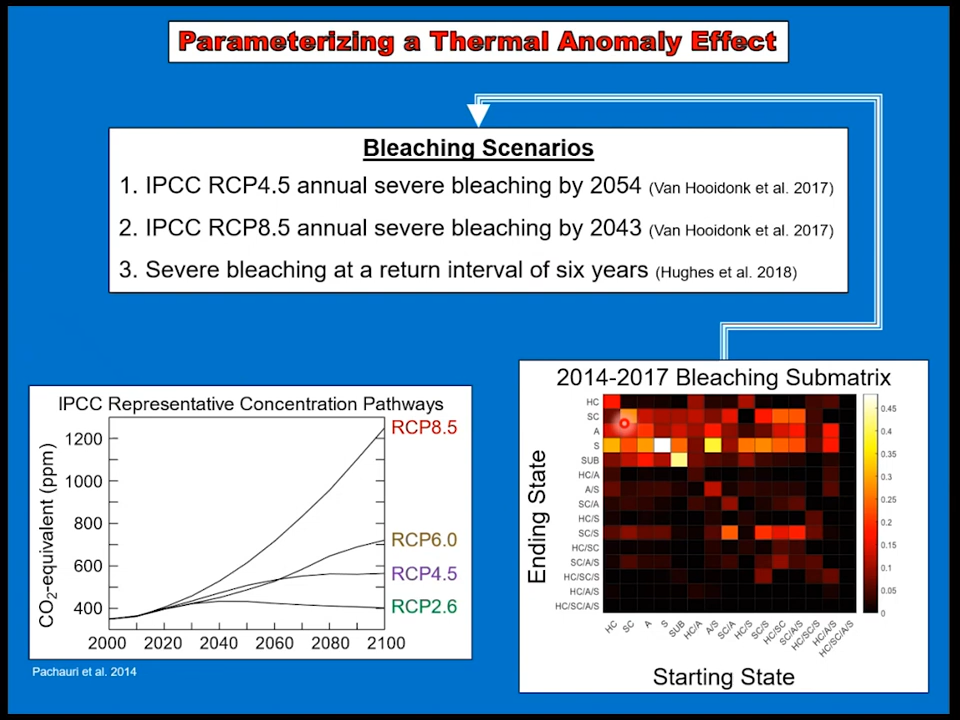 Parameterizing a Thermal Anomaly Effect
Bleaching Scenarios
1. IPCC RCP4.5 annual severe bleaching by 2054 (Van Hooidonk et al. 2017)
2. IPCC RCP8.5 annual severe bleaching by 2043 (Van Hooidonk et al. 2017)
3. Severe bleaching at a return interval of six years (Hughes et al. 2018)
IPCC Representative Concentration Pathways
CO2-equivalent (ppm)
1200
1000
800
600
400
2000 2020 2040 2060 2080 2100
RCP8.5
RCP6.0
RCP4.5
RCP2.6
Pachauri et al. 2014
2014-2017 Bleaching Submatrix
Ending State
HC
SC
A
S
SUB
HC/A
A/S
SC/A
HC/S
SC/S
HC/SC
SC/A/S
HC/SC/S
HC/A/S
HC/SC/A/S
0.45
0.4
0.35
0.3
0.25
0.2
0.15
0.1
0.05
0
HC SC A S SUB HC/A A/S SC/A HC/S SC/S HC/SC SC/A/S HC/SC/S HC/A/S HC/SC/A/S
Starting State